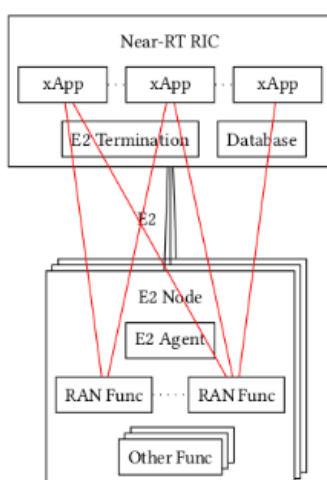 Near-RT RIC
xApp xApp xApp
E2 Termination Database
E2
E2 Node
E2 Agent
RAN Func RAN Func
Other Func